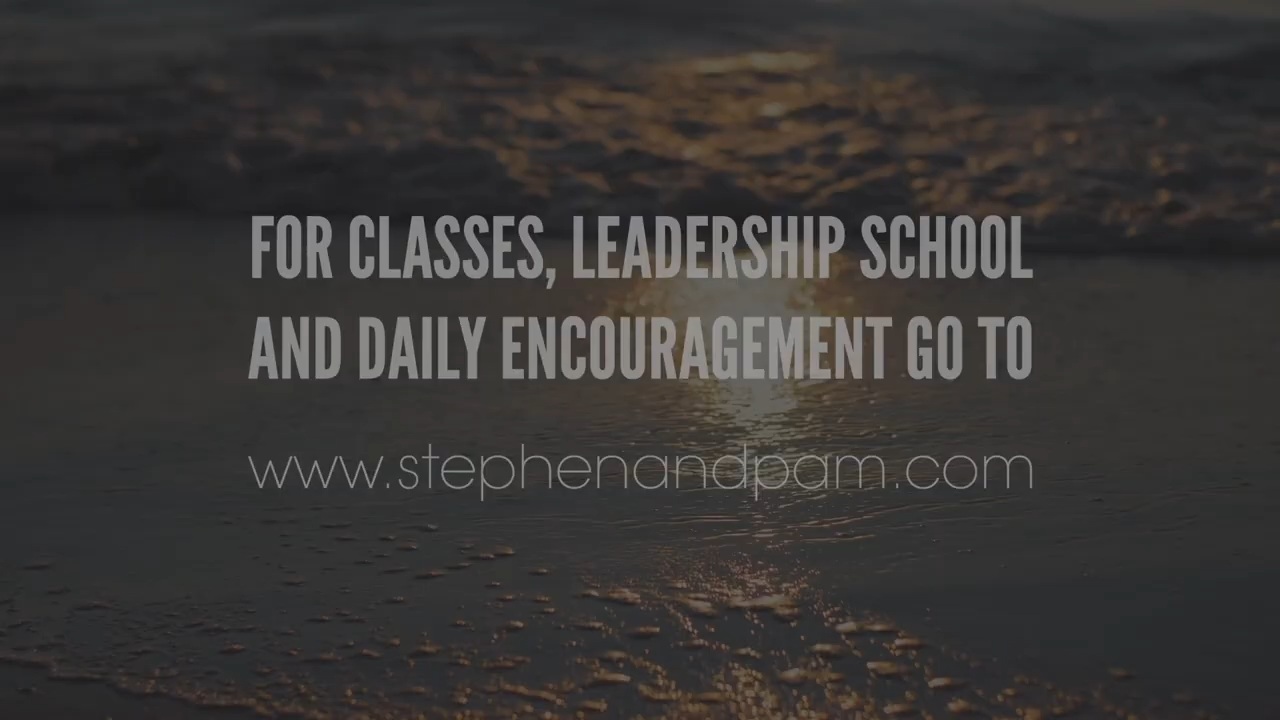 FOR CLASSES, LEADERSHIP SCHOOL
AND DAILY ENCOURAGEMENT GO TO
www.stephenandpam.com